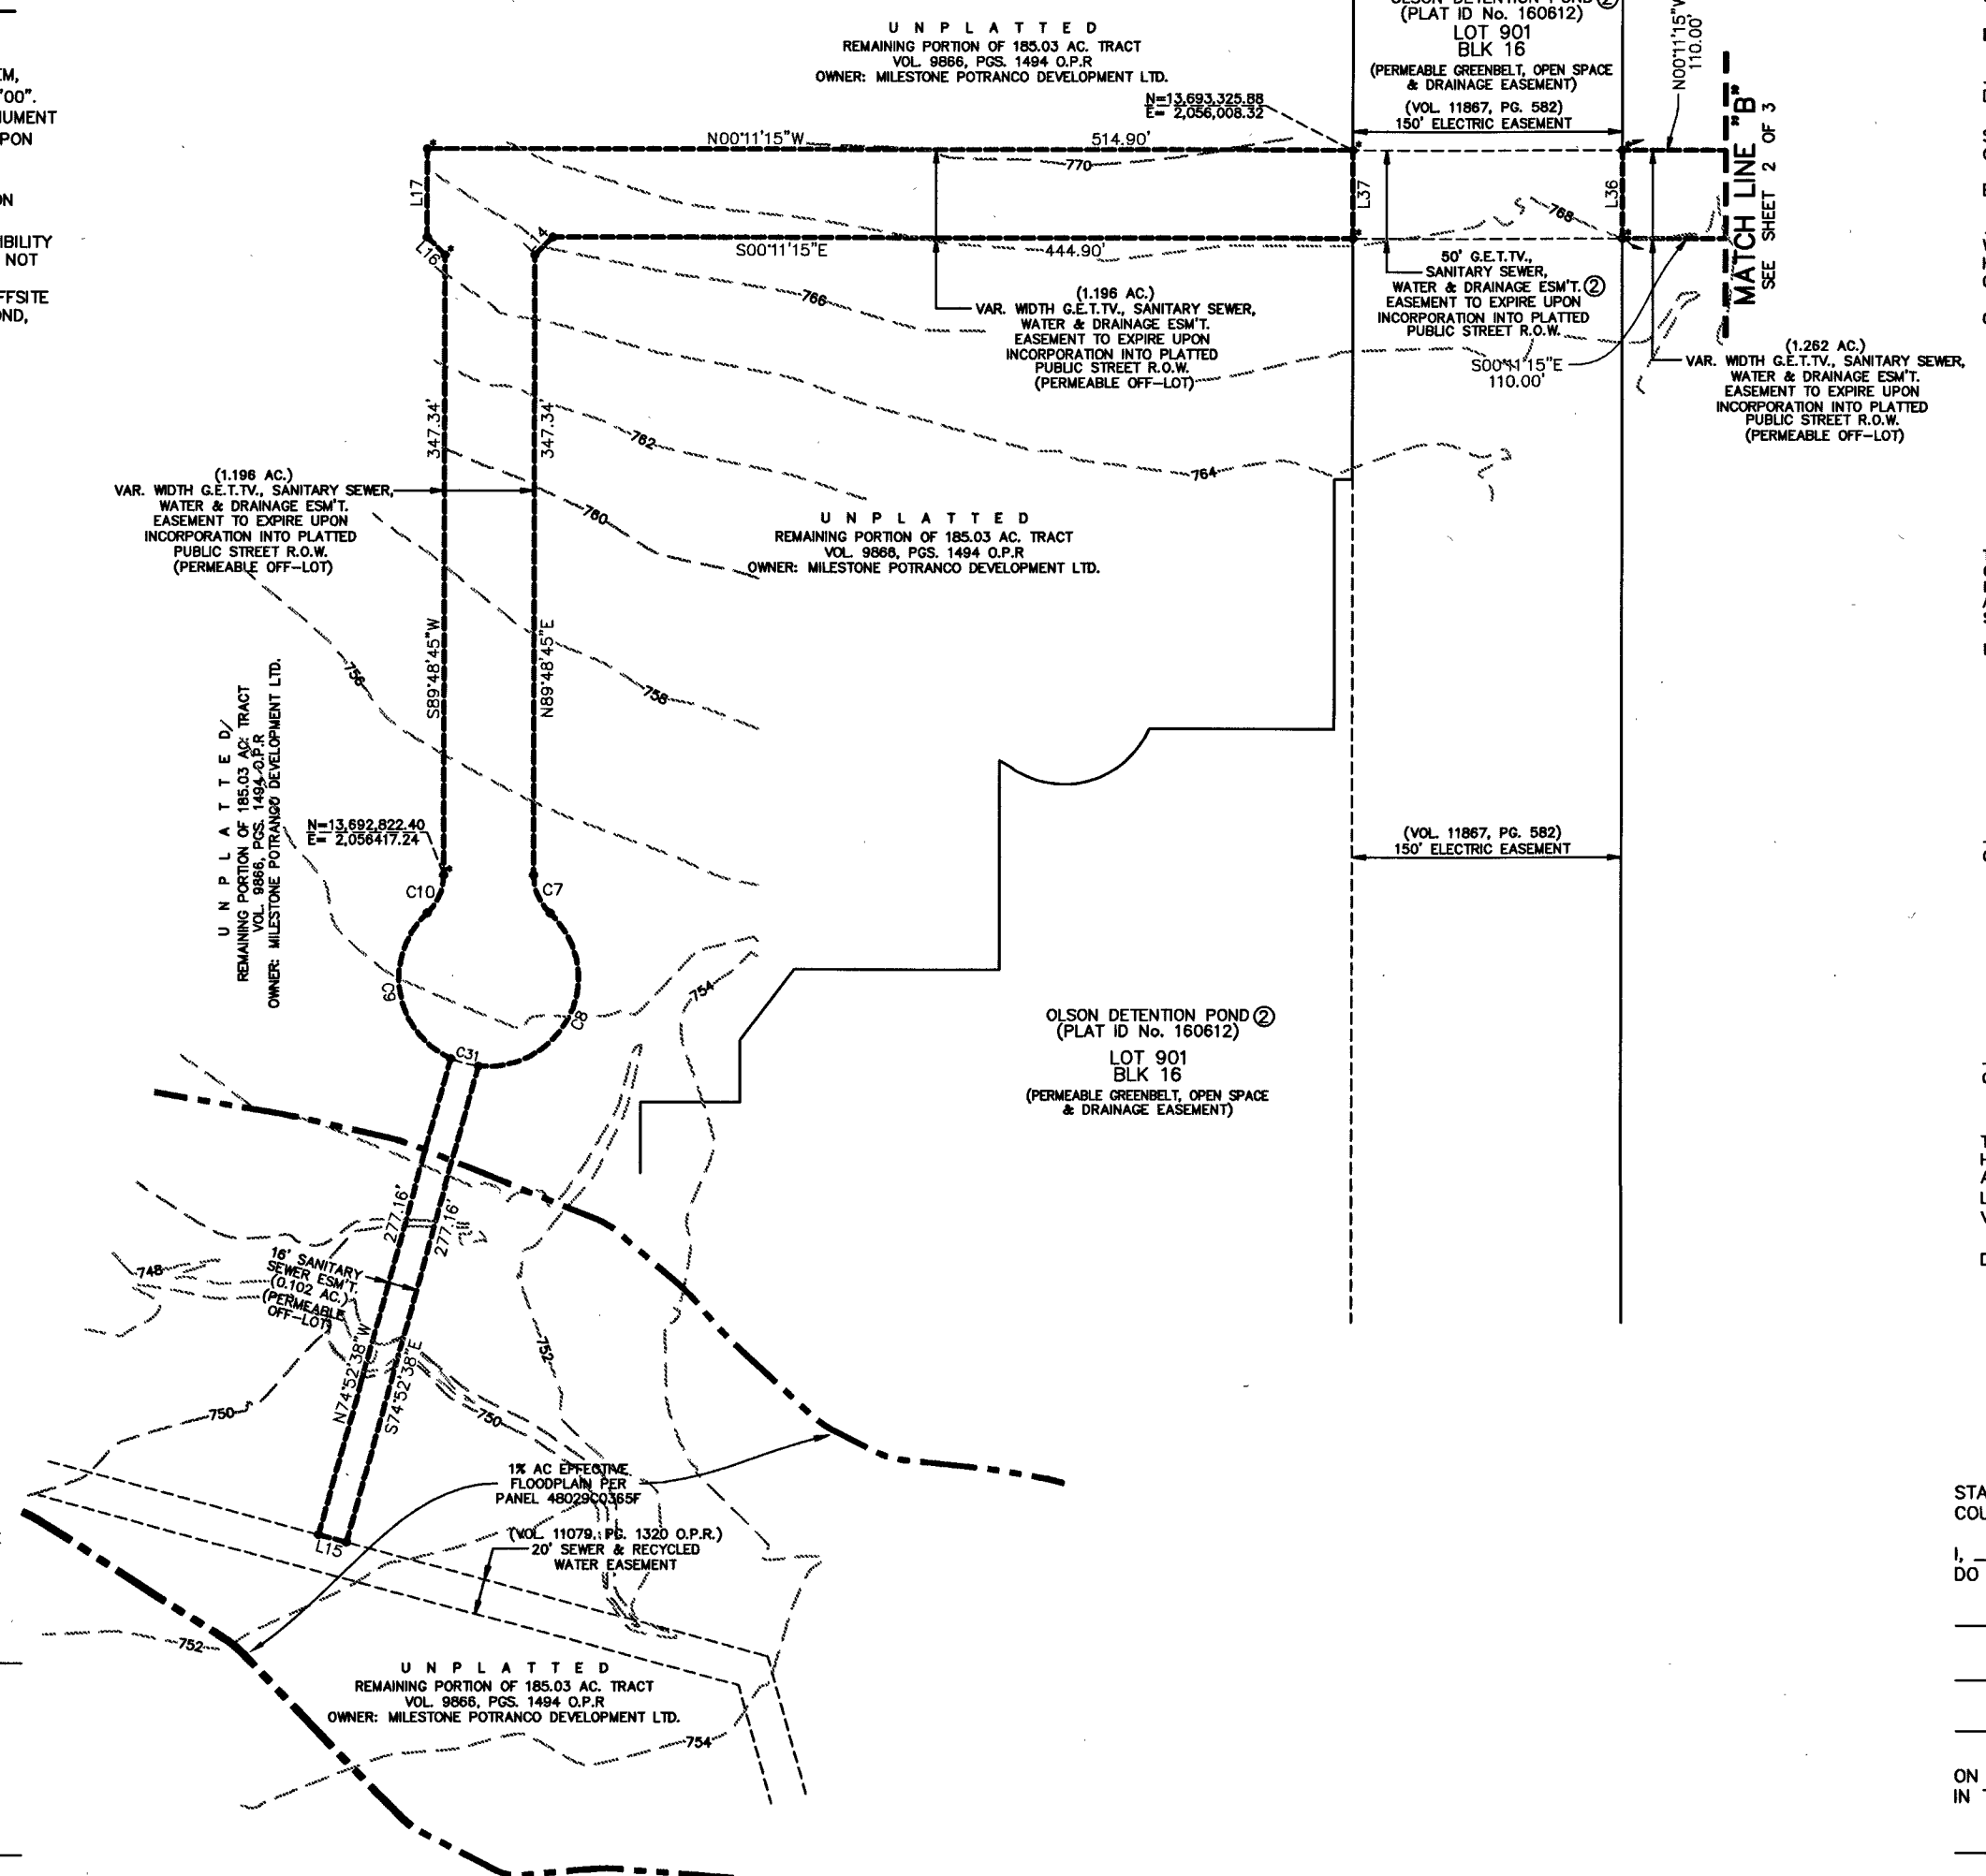 EM,
'00".
NUMENT
PON
ON
IBILITY
NOT
FFSITE
OND,
U N P L A T T E D
REMAINING PORTION OF 185.03 AC. TRACT
VOL. 9866, PGS. 1494 O.P.R
OWNER: MILESTONE POTRANCO DEVELOPMENT LTD.
OLSON DETENTION POND ②
(PLAT ID No. 160612)
LOT 901
BLK 16
(PERMEABLE GREENBELT, OPEN SPACE
& DRAINAGE EASEMENT)
(VOL. 11867, PG. 582)
150' ELECTRIC EASEMENT
N00°11'15"W
110.00'
MATCH LINE "B"
SEE SHEET 2 OF 3
N=13,693,325.88
E= 2,056,008.32
N00°11'15"W
514.90'
770
L17
L16
L14
S00°11'15"E
444.90'
L37
L36
768
766
(1.196 AC.)
VAR. WIDTH G.E.T.TV., SANITARY SEWER,
WATER & DRAINAGE ESM'T.
EASEMENT TO EXPIRE UPON
INCORPORATION INTO PLATTED
PUBLIC STREET R.O.W.
(PERMEABLE OFF-LOT)
50' G.E.T.TV.,
SANITARY SEWER,
WATER & DRAINAGE ESM'T. ②
EASEMENT TO EXPIRE UPON
INCORPORATION INTO PLATTED
PUBLIC STREET R.O.W.
S00°11'15"E
110.00'
(1.262 AC.)
VAR. WIDTH G.E.T.TV., SANITARY SEWER,
WATER & DRAINAGE ESM'T.
EASEMENT TO EXPIRE UPON
INCORPORATION INTO PLATTED
PUBLIC STREET R.O.W.
(PERMEABLE OFF-LOT)
347.34'
347.34'
762
764
760
(1.196 AC.)
VAR. WIDTH G.E.T.TV., SANITARY SEWER,
WATER & DRAINAGE ESM'T.
EASEMENT TO EXPIRE UPON
INCORPORATION INTO PLATTED
PUBLIC STREET R.O.W.
(PERMEABLE OFF-LOT)
U N P L A T T E D
REMAINING PORTION OF 185.03 AC. TRACT
VOL. 9866, PGS. 1494 O.P.R
OWNER: MILESTONE POTRANCO DEVELOPMENT LTD.
S89°48'45"W
N89°48'45"E
756
758
U N P L A T T E D
REMAINING PORTION OF 185.03 AC. TRACT
VOL. 9866, PGS. 1494 O.P.R
OWNER: MILESTONE POTRANCO DEVELOPMENT LTD.
N=13,692,822.40
E= 2,056417.24
(VOL. 11867, PG. 582)
150' ELECTRIC EASEMENT
C10
C7
C9
C8
C31
754
OLSON DETENTION POND ②
(PLAT ID No. 160612)
LOT 901
BLK 16
(PERMEABLE GREENBELT, OPEN SPACE
& DRAINAGE EASEMENT)
277.16'
277.16'
16' SANITARY
SEWER ESM'T.
(0.102 AC.)
(PERMEABLE
OFF-LOT)
748
N74°52'38"W
S74°52'38"E
752
750
750
1% AC EFFECTIVE
FLOODPLAIN PER
PANEL 48029C0365F
(VOL. 11079, PG. 1320 O.P.R.)
20' SEWER & RECYCLED
WATER EASEMENT
L15
752
U N P L A T T E D
REMAINING PORTION OF 185.03 AC. TRACT
VOL. 9866, PGS. 1494 O.P.R
OWNER: MILESTONE POTRANCO DEVELOPMENT LTD.
754
STA
COU
I,
DO
ON
IN